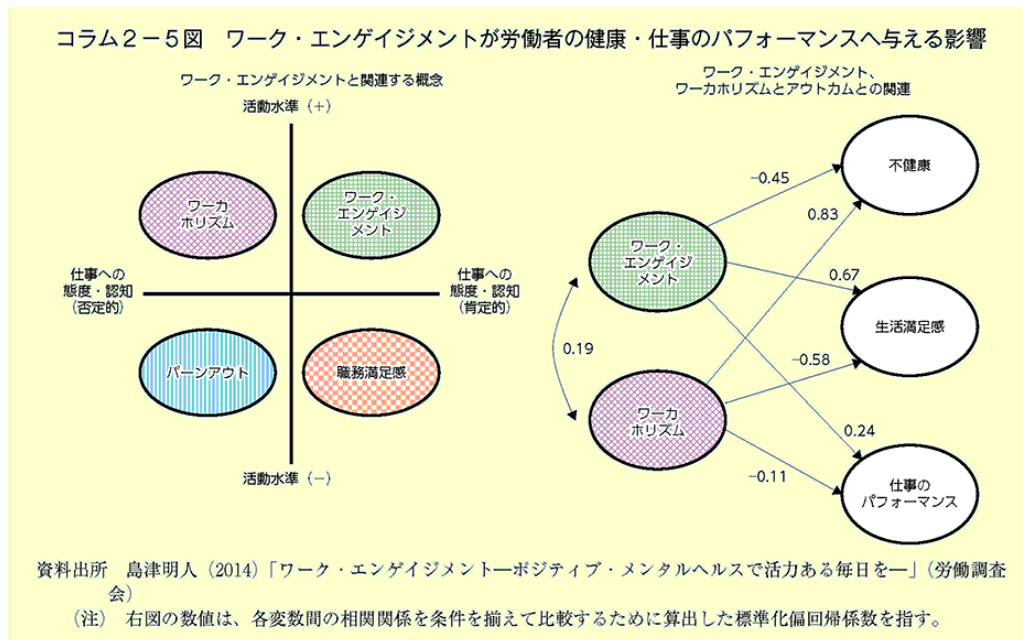 コラム2-5図 ワーク・エンゲイジメントが労働者の健康・仕事のパフォーマンスへ与える影響
ワーク・エンゲイジメントと関連する概念
活動水準(+)
ワーカ
ホリズム
ワーク・
エンゲイジ
メント
仕事への
態度・認知
(否定的)
仕事への
態度・認知
(肯定的)
バーンアウト
職務満足感
活動水準(-)
ワーク・エンゲイジメント、
ワーカホリズムとアウトカムとの関連
不健康
-0.45
0.83
ワーク・
エンゲイジ
メント
0.67
生活満足感
0.19
-0.58
ワーカ
ホリズム
0.24
-0.11
仕事の
パフォーマンス
資料出所 島津明人(2014)「ワーク・エンゲイジメント―ポジティブ・メンタルヘルスで活力ある毎日を―」(労働調査
会)
(注) 右図の数値は、各変数間の相関関係を条件を揃えて比較するために算出した標準化偏回帰係数を指す。